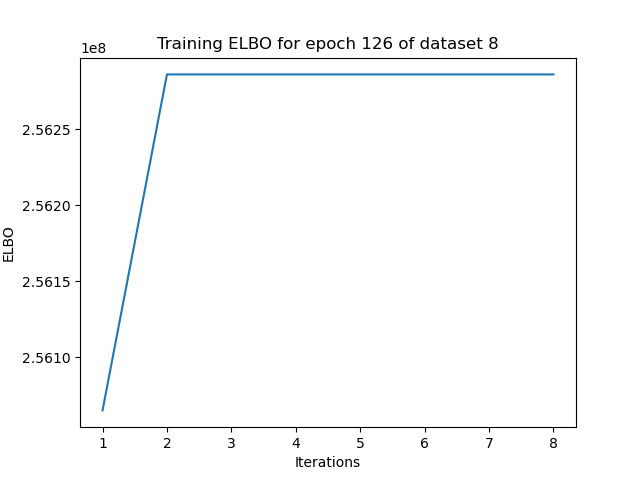 Training ELBO for epoch 126 of dataset 8
1e8
2.5625
2.5620
2.5615
2.5610
ELBO
1 2 3 4 5 6 7 8
Iterations